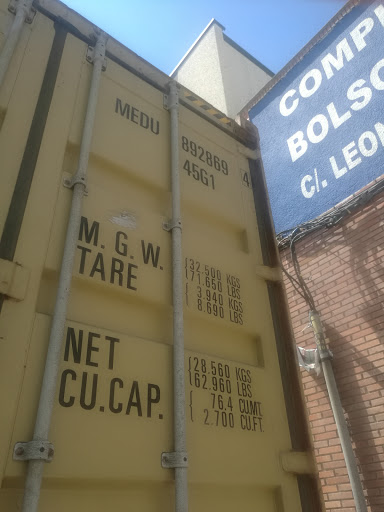 MEDU 892869 4
45G1
M. G. W. {32.500 KGS
{71.650 LBS
TARE { 3.940 KGS
{ 8.690 LBS
NET {28.560 KGS
{62.960 LBS
CU.CAP. { 76.4 CU.MT.
{ 2.700 CU.FT.
COMP
BOLSO
C/. LEON